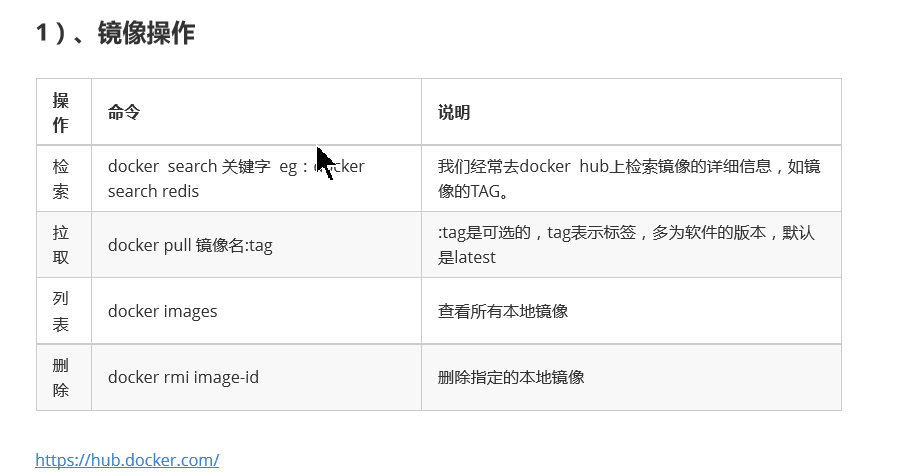 1）、镜像操作
操
作
命令
说明
检
索
docker search 关键字 eg：docker
search redis
我们经常去docker hub上检索镜像的详细信息，如镜
像的TAG。
拉
取
docker pull 镜像名:tag
:tag是可选的，tag表示标签，多为软件的版本，默认
是latest
列
表
docker images
查看所有本地镜像
删
除
docker rmi image-id
删除指定的本地镜像
https://hub.docker.com/